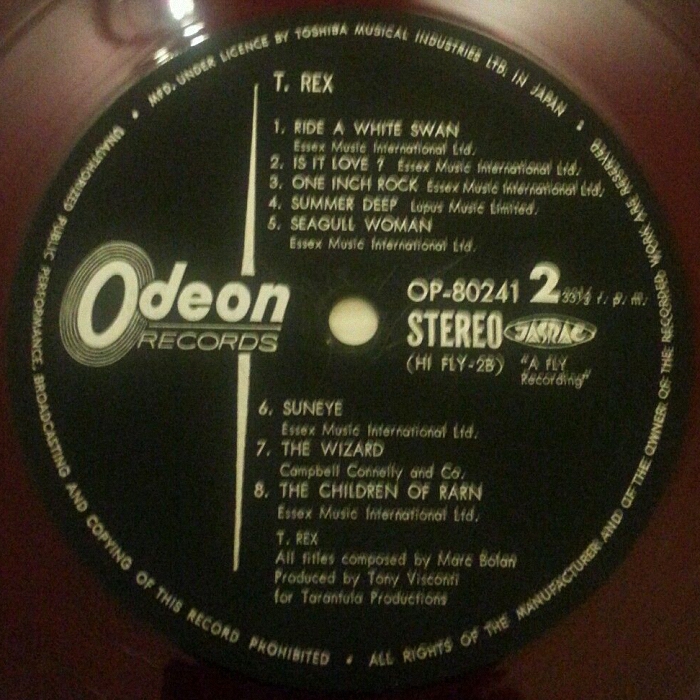 MFD. UNDER LICENCE BY TOSHIBA MUSICAL INDUSTRIES LTD. IN JAPAN
T. REX
1. RIDE A WHITE SWAN
Essex Music International Ltd.
2. IS IT LOVE ? Essex Music International Ltd.
3. ONE INCH ROCK Essex Music International Ltd.
4. SUMMER DEEP Lupus Music Limited.
5. SEAGULL WOMAN
Essex Music International Ltd.
Odeon
RECORDS
OP-80241 2 33⅓ r. p. m.
STEREO JASRAC
(HI FLY-2B) "A FLY
Recording"
6. SUNEYE
Essex Music International Ltd.
7. THE WIZARD
Campbell Connelly and Co.
8. THE CHILDREN OF RARN
Essex Music International Ltd.
T. REX
All titles composed by Marc Bolan
Produced by Tony Visconti
for Tarantula Productions
ALL RIGHTS OF THE MANUFACTURER AND OF THE OWNER OF THE RECORDED WORK ARE RESERVED
UNAUTHORIZED PUBLIC PERFORMANCE, BROADCASTING AND COPYING OF THIS RECORD PROHIBITED